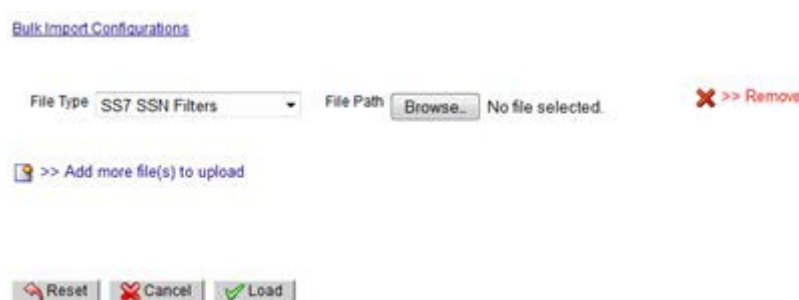 Bulk Import Configurations
File Type SS7 SSN Filters File Path Browse... No file selected. >> Remove
>> Add more file(s) to upload
Reset Cancel Load